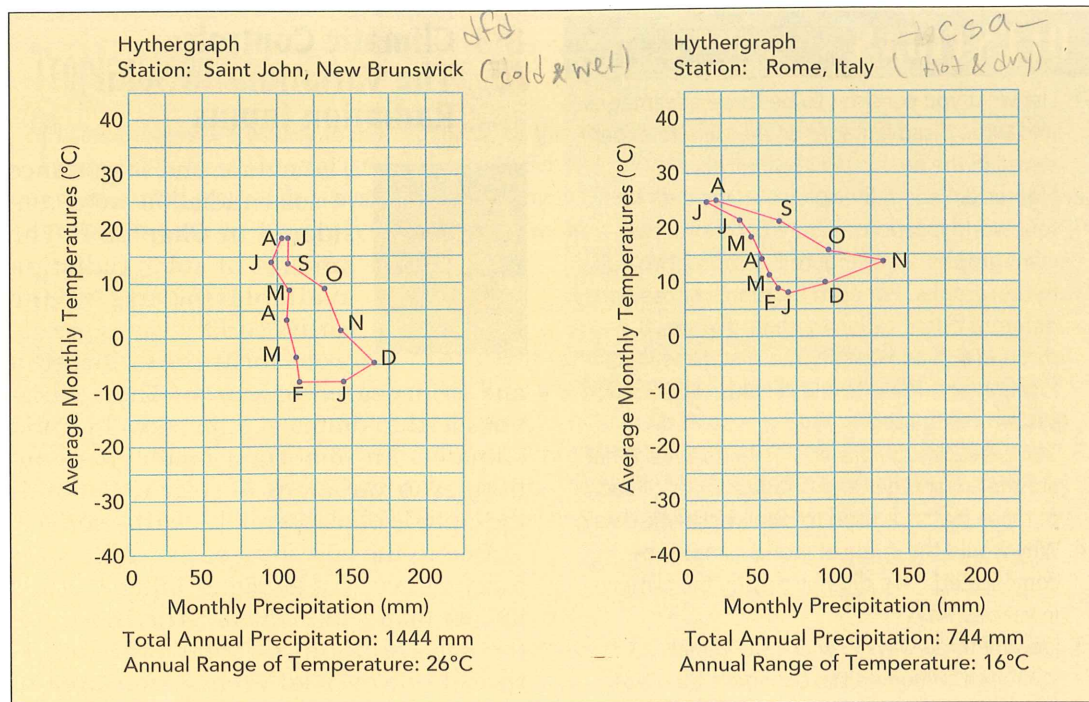 Hythergraph
dfd
Station: Saint John, New Brunswick
(cold & wet)
Average Monthly Temperatures (°C)
40
30
20
10
0
-10
-20
-30
-40
A
J
J
S
O
M
A
N
M
D
F
J
0
50
100
150
200
Monthly Precipitation (mm)
Total Annual Precipitation: 1444 mm
Annual Range of Temperature: 26°C
Hythergraph
csa
Station: Rome, Italy
(Hot & dry)
Average Monthly Temperatures (°C)
40
30
20
10
0
-10
-20
-30
-40
A
J
S
J
M
O
A
N
M
D
F
J
0
50
100
150
200
Monthly Precipitation (mm)
Total Annual Precipitation: 744 mm
Annual Range of Temperature: 16°C